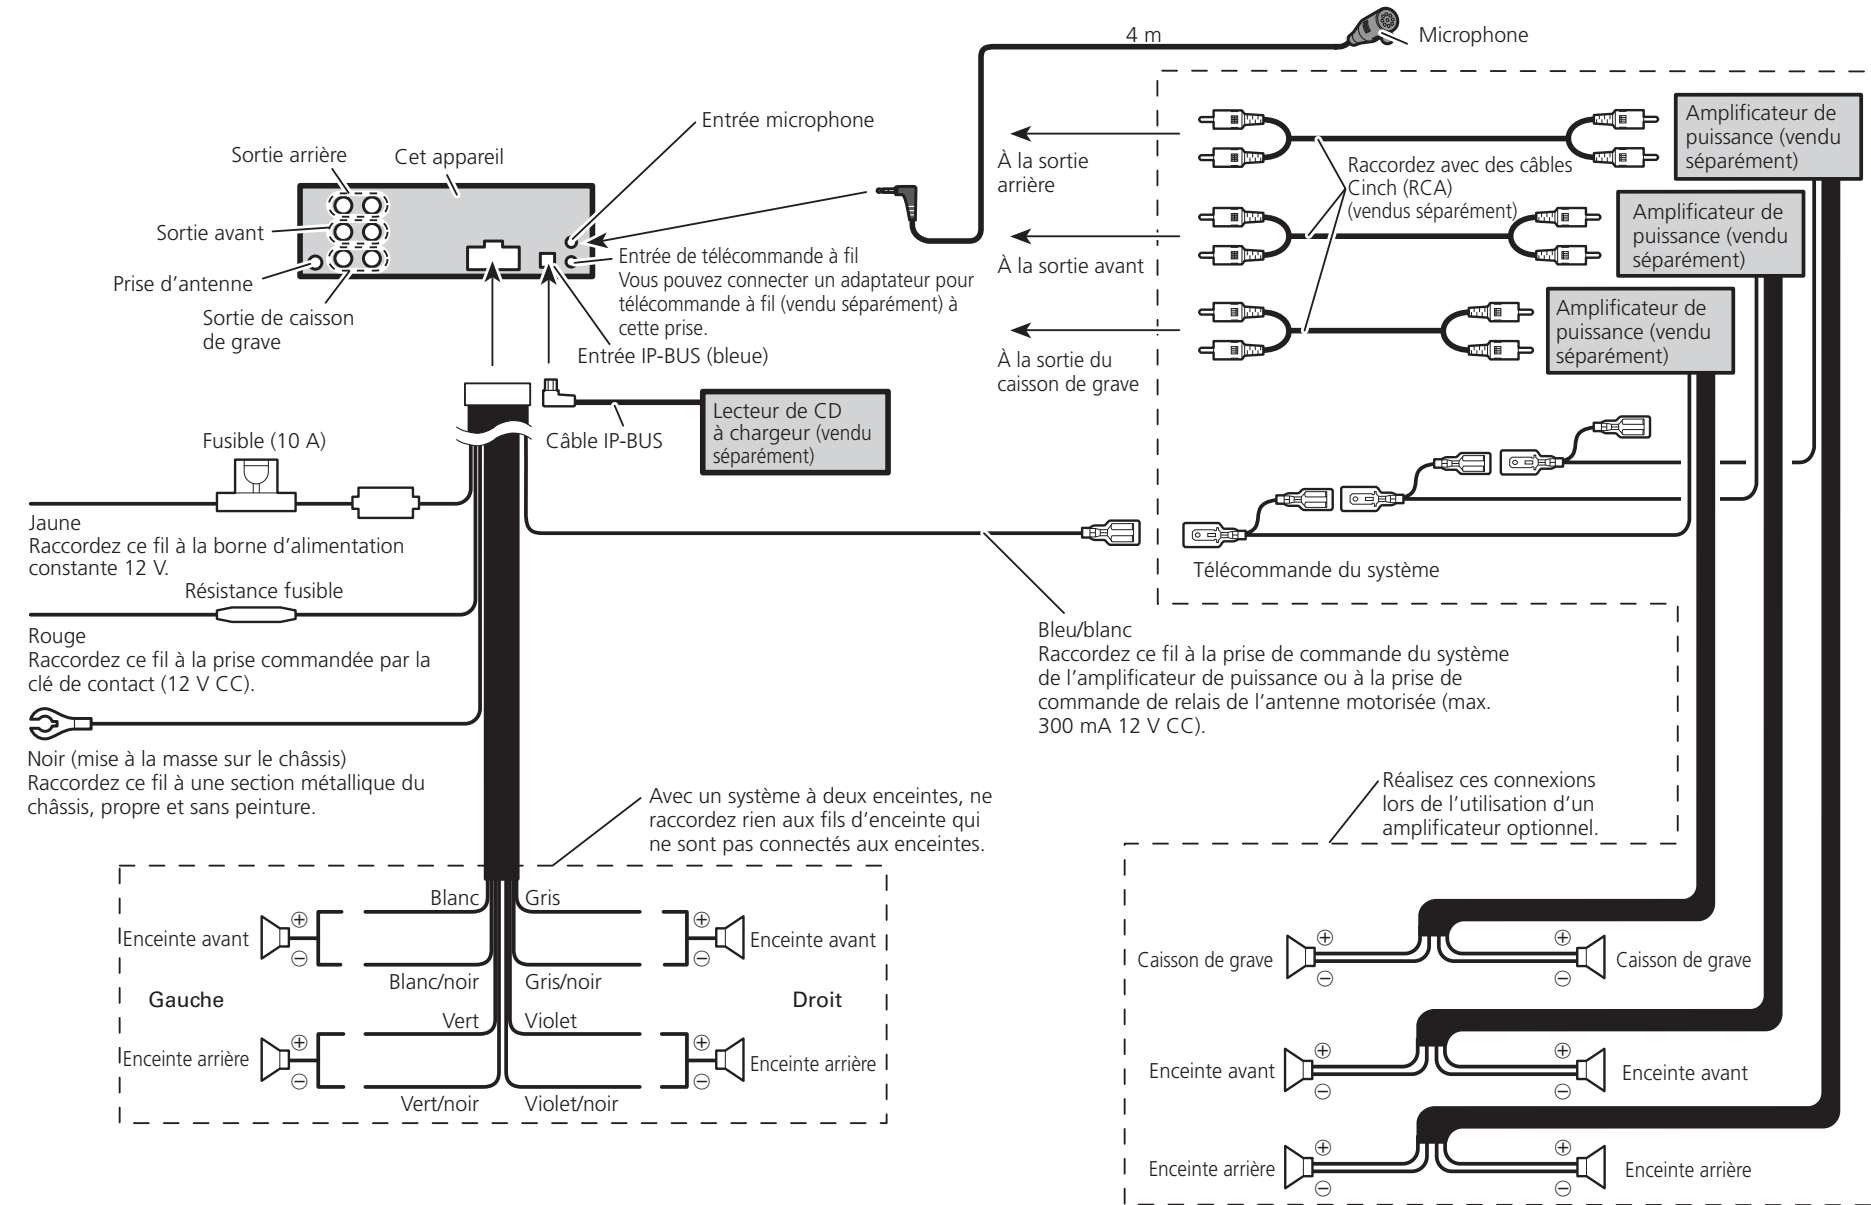 4 m
Microphone
Entrée microphone
Sortie arrière
Cet appareil
Sortie avant
Prise d'antenne
Sortie de caisson
de grave
Entrée de télécommande à fil
Vous pouvez connecter un adaptateur pour
télécommande à fil (vendu séparément) à
cette prise.
Entrée IP-BUS (bleue)
À la sortie
arrière
À la sortie avant
À la sortie du
caisson de grave
Raccordez avec des câbles
Cinch (RCA)
(vendus séparément)
Amplificateur de
puissance (vendu
séparément)
Amplificateur de
puissance (vendu
séparément)
Amplificateur de
puissance (vendu
séparément)
Lecteur de CD
à chargeur (vendu
séparément)
Câble IP-BUS
Fusible (10 A)
Jaune
Raccordez ce fil à la borne d'alimentation
constante 12 V.
Résistance fusible
Rouge
Raccordez ce fil à la prise commandée par la
clé de contact (12 V CC).
Noir (mise à la masse sur le châssis)
Raccordez ce fil à une section métallique du
châssis, propre et sans peinture.
Télécommande du système
Bleu/blanc
Raccordez ce fil à la prise de commande du système
de l'amplificateur de puissance ou à la prise de
commande de relais de l'antenne motorisée (max.
300 mA 12 V CC).
Avec un système à deux enceintes, ne
raccordez rien aux fils d'enceinte qui
ne sont pas connectés aux enceintes.
Réalisez ces connexions
lors de l'utilisation d'un
amplificateur optionnel.
Blanc
Gris
⊕
⊕
Enceinte avant
Enceinte avant
⊖
⊖
Blanc/noir
Gris/noir
Gauche
Droit
Vert
Violet
⊕
⊕
Enceinte arrière
Enceinte arrière
⊖
⊖
Vert/noir
Violet/noir
⊕
⊕
Caisson de grave
Caisson de grave
⊖
⊖
⊕
⊕
Enceinte avant
Enceinte avant
⊖
⊖
⊕
⊕
Enceinte arrière
Enceinte arrière
⊖
⊖